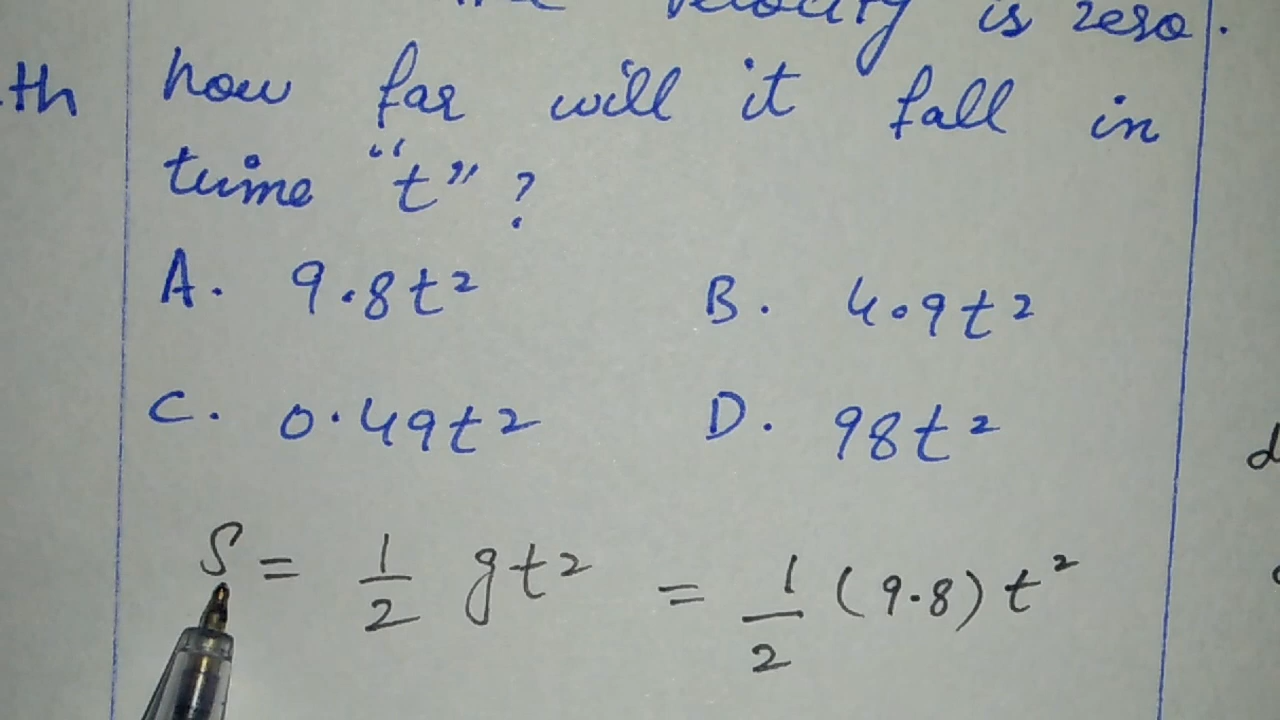 velocity is zero.
th how far will it fall in
time "t" ?
A. 9.8t² B. 4.9t²
C. 0.49t² D. 98t²
S = 1/2 gt² = 1/2 (9.8) t²
d